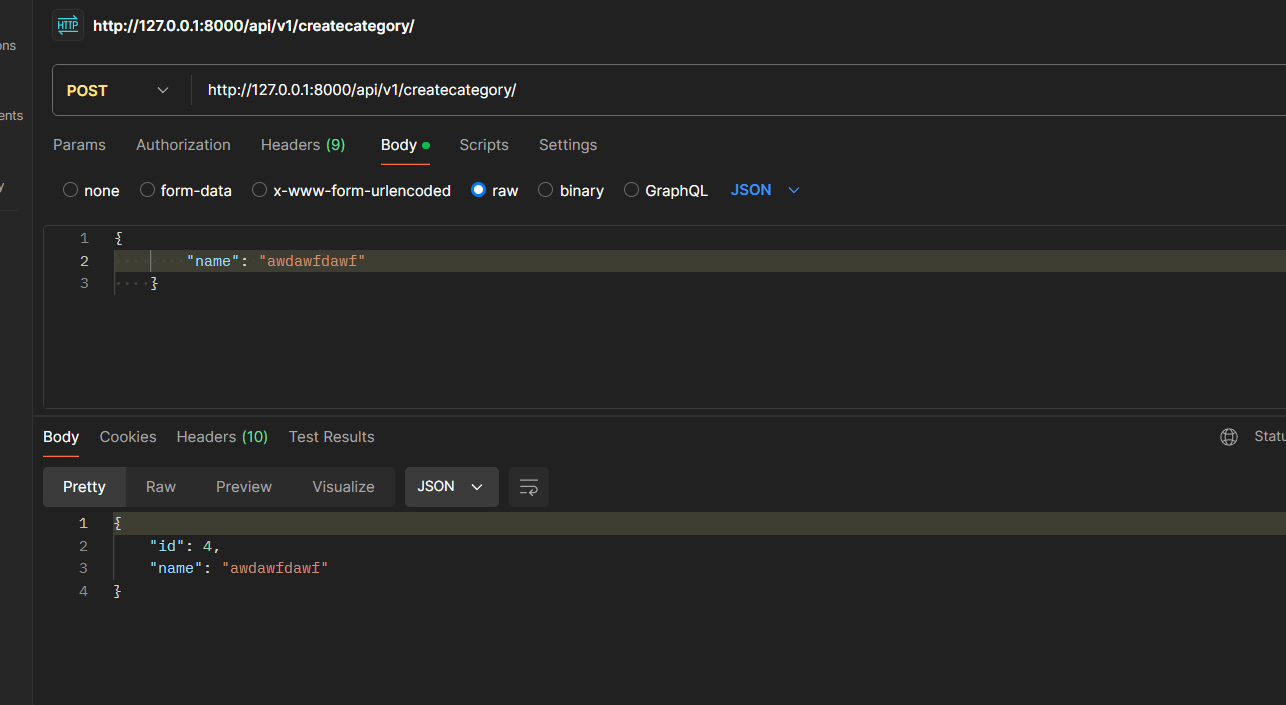 HTTP http://127.0.0.1:8000/api/v1/createcategory/
ons
POST http://127.0.0.1:8000/api/v1/createcategory/
ents
Params Authorization Headers (9) Body Scripts Settings
y
none form-data x-www-form-urlencoded raw binary GraphQL JSON
1 {
2 "name": "awdawfdawf"
3 }
Body Cookies Headers (10) Test Results Statu
Pretty Raw Preview Visualize JSON
1 {
2 "id": 4,
3 "name": "awdawfdawf"
4 }